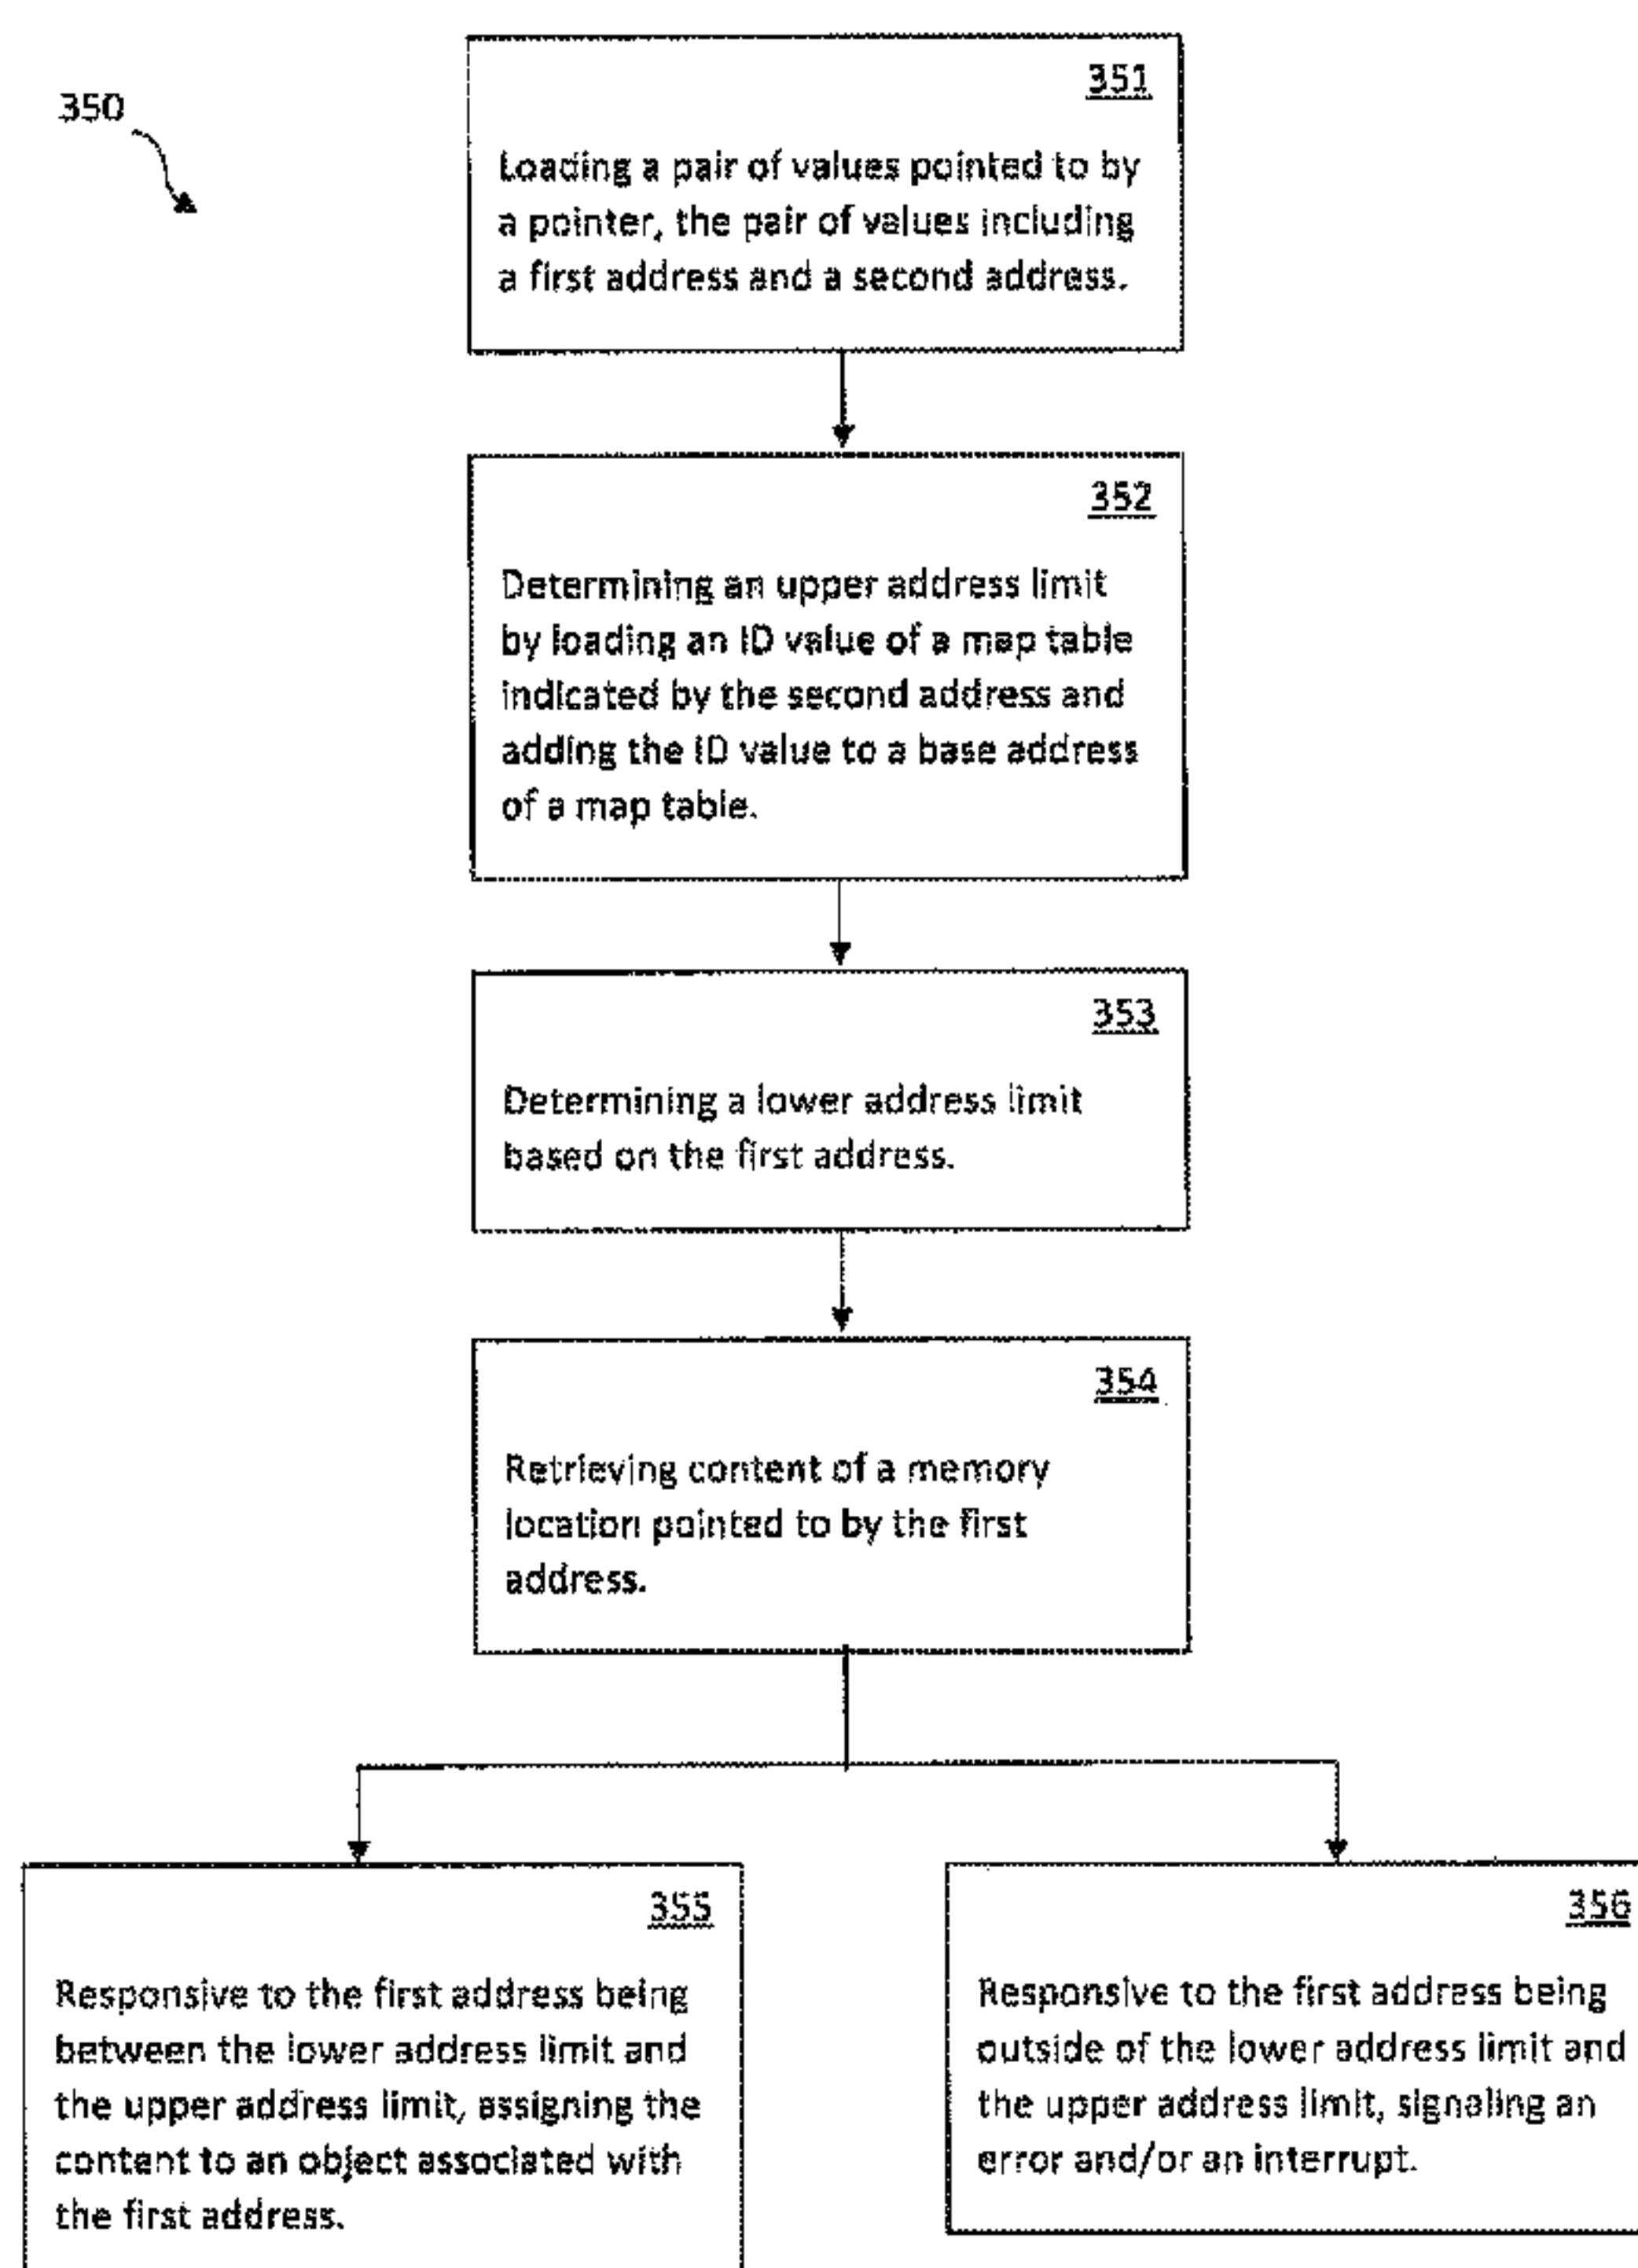 350
351
Loading a pair of values pointed to by
a pointer, the pair of values including
a first address and a second address.
352
Determining an upper address limit
by loading an ID value of a map table
indicated by the second address and
adding the ID value to a base address
of a map table.
353
Determining a lower address limit
based on the first address.
354
Retrieving content of a memory
location pointed to by the first
address.
355
Responsive to the first address being
between the lower address limit and
the upper address limit, assigning the
content to an object associated with
the first address.
356
Responsive to the first address being
outside of the lower address limit and
the upper address limit, signaling an
error and/or an interrupt.